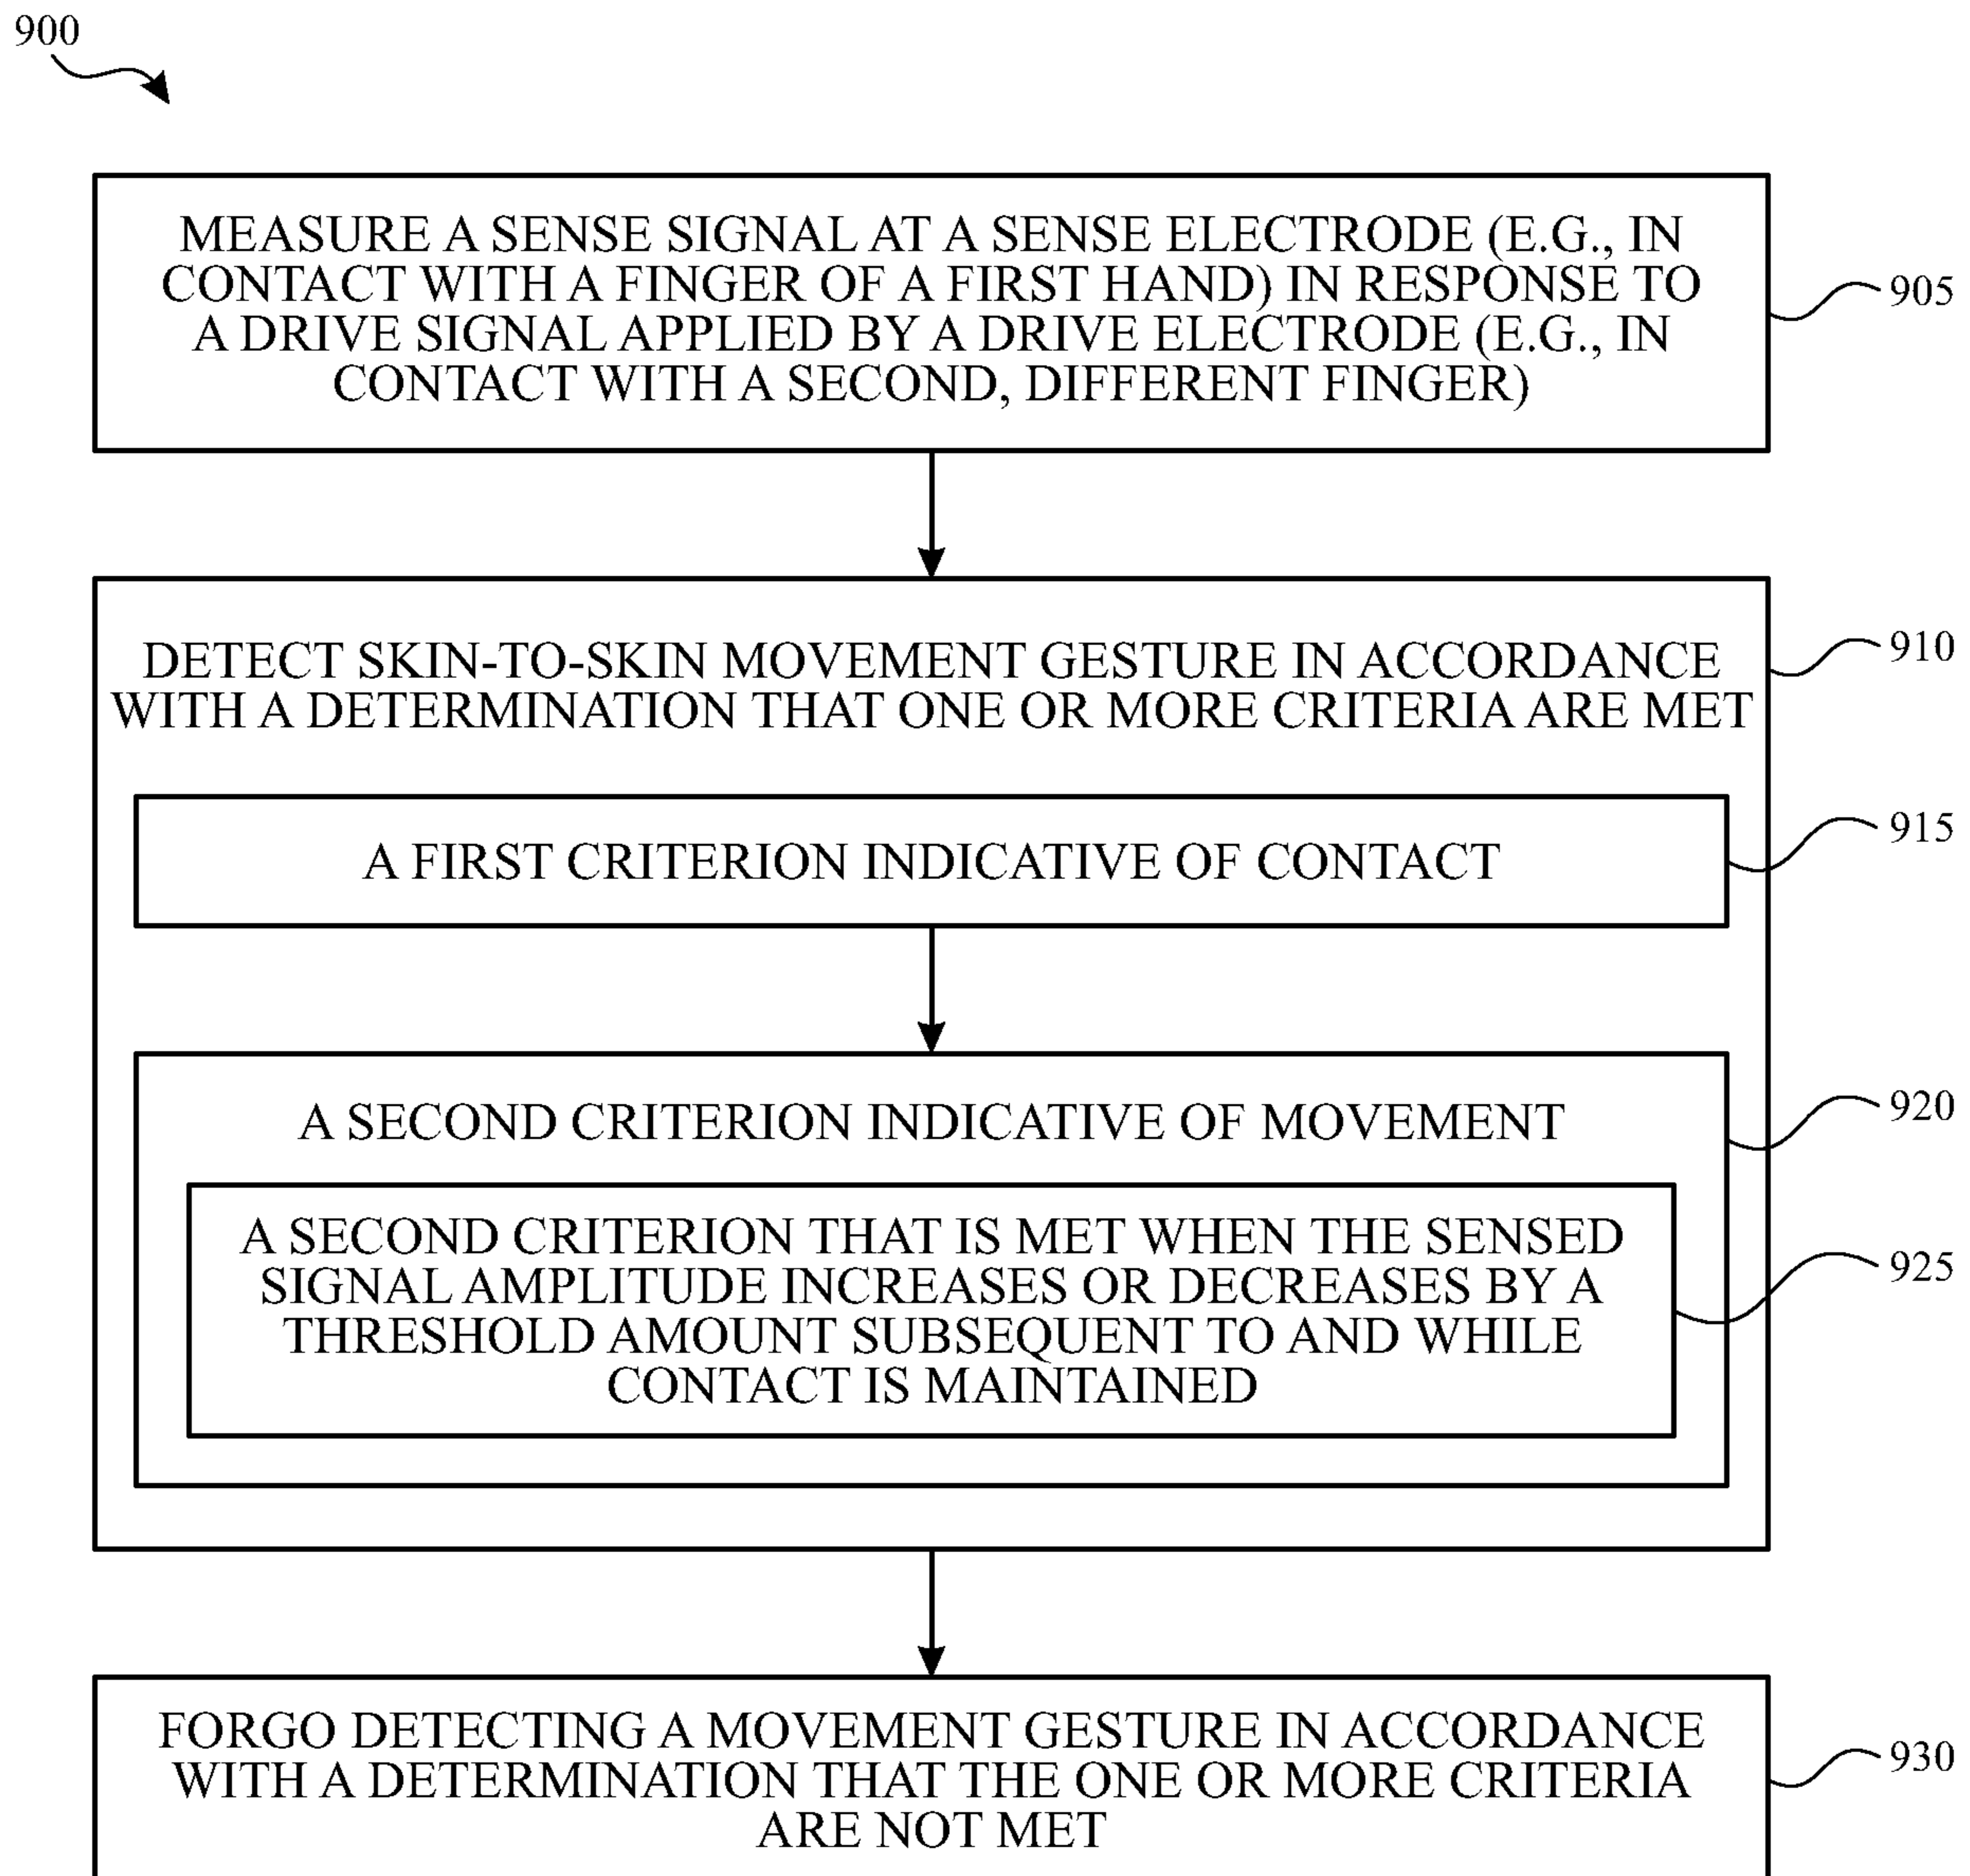 900
MEASURE A SENSE SIGNAL AT A SENSE ELECTRODE (E.G., IN
CONTACT WITH A FINGER OF A FIRST HAND) IN RESPONSE TO
A DRIVE SIGNAL APPLIED BY A DRIVE ELECTRODE (E.G., IN
CONTACT WITH A SECOND, DIFFERENT FINGER)
905
DETECT SKIN-TO-SKIN MOVEMENT GESTURE IN ACCORDANCE
WITH A DETERMINATION THAT ONE OR MORE CRITERIA ARE MET
910
A FIRST CRITERION INDICATIVE OF CONTACT
915
A SECOND CRITERION INDICATIVE OF MOVEMENT
920
A SECOND CRITERION THAT IS MET WHEN THE SENSED
SIGNAL AMPLITUDE INCREASES OR DECREASES BY A
THRESHOLD AMOUNT SUBSEQUENT TO AND WHILE
CONTACT IS MAINTAINED
925
FORGO DETECTING A MOVEMENT GESTURE IN ACCORDANCE
WITH A DETERMINATION THAT THE ONE OR MORE CRITERIA
ARE NOT MET
930